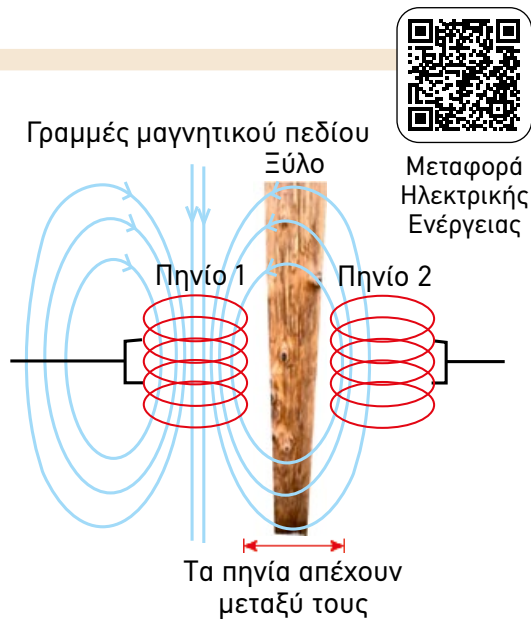 Μεταφορά
Ηλεκτρικής
Ενέργειας
Γραμμές μαγνητικού πεδίου
Ξύλο
Πηνίο 1
Πηνίο 2
Τα πηνία απέχουν
μεταξύ τους